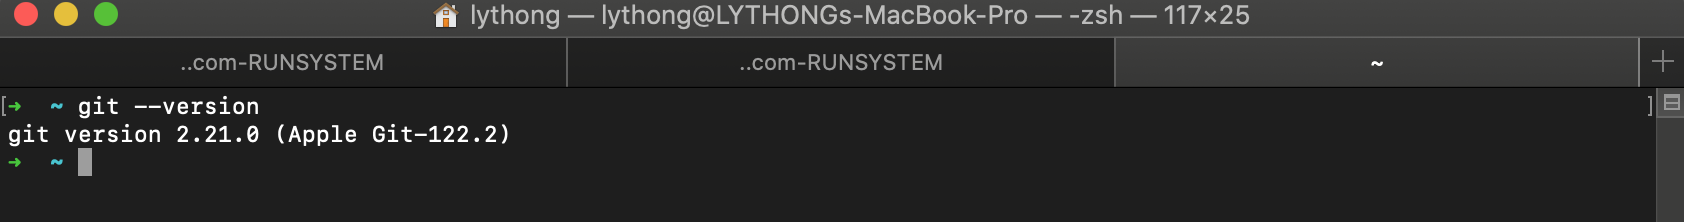 lythong — lythong@LYTHONGs-MacBook-Pro — -zsh — 117×25
..com-RUNSYSTEM ..com-RUNSYSTEM ~ +
[➜ ~ git --version ]
git version 2.21.0 (Apple Git-122.2)
➜ ~